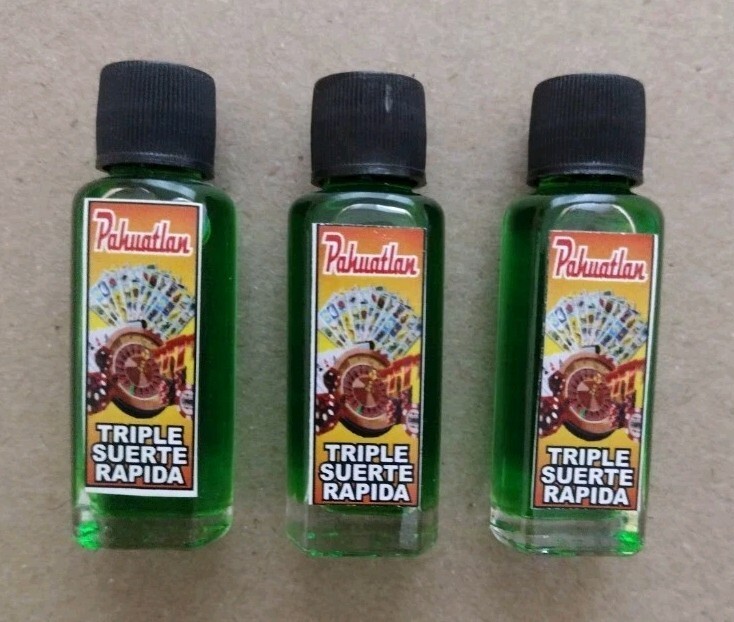 Pahuatlan
TRIPLE
SUERTE
RAPIDA
Pahuatlan
TRIPLE
SUERTE
RAPIDA
Pahuatlan
TRIPLE
SUERTE
RAPIDA